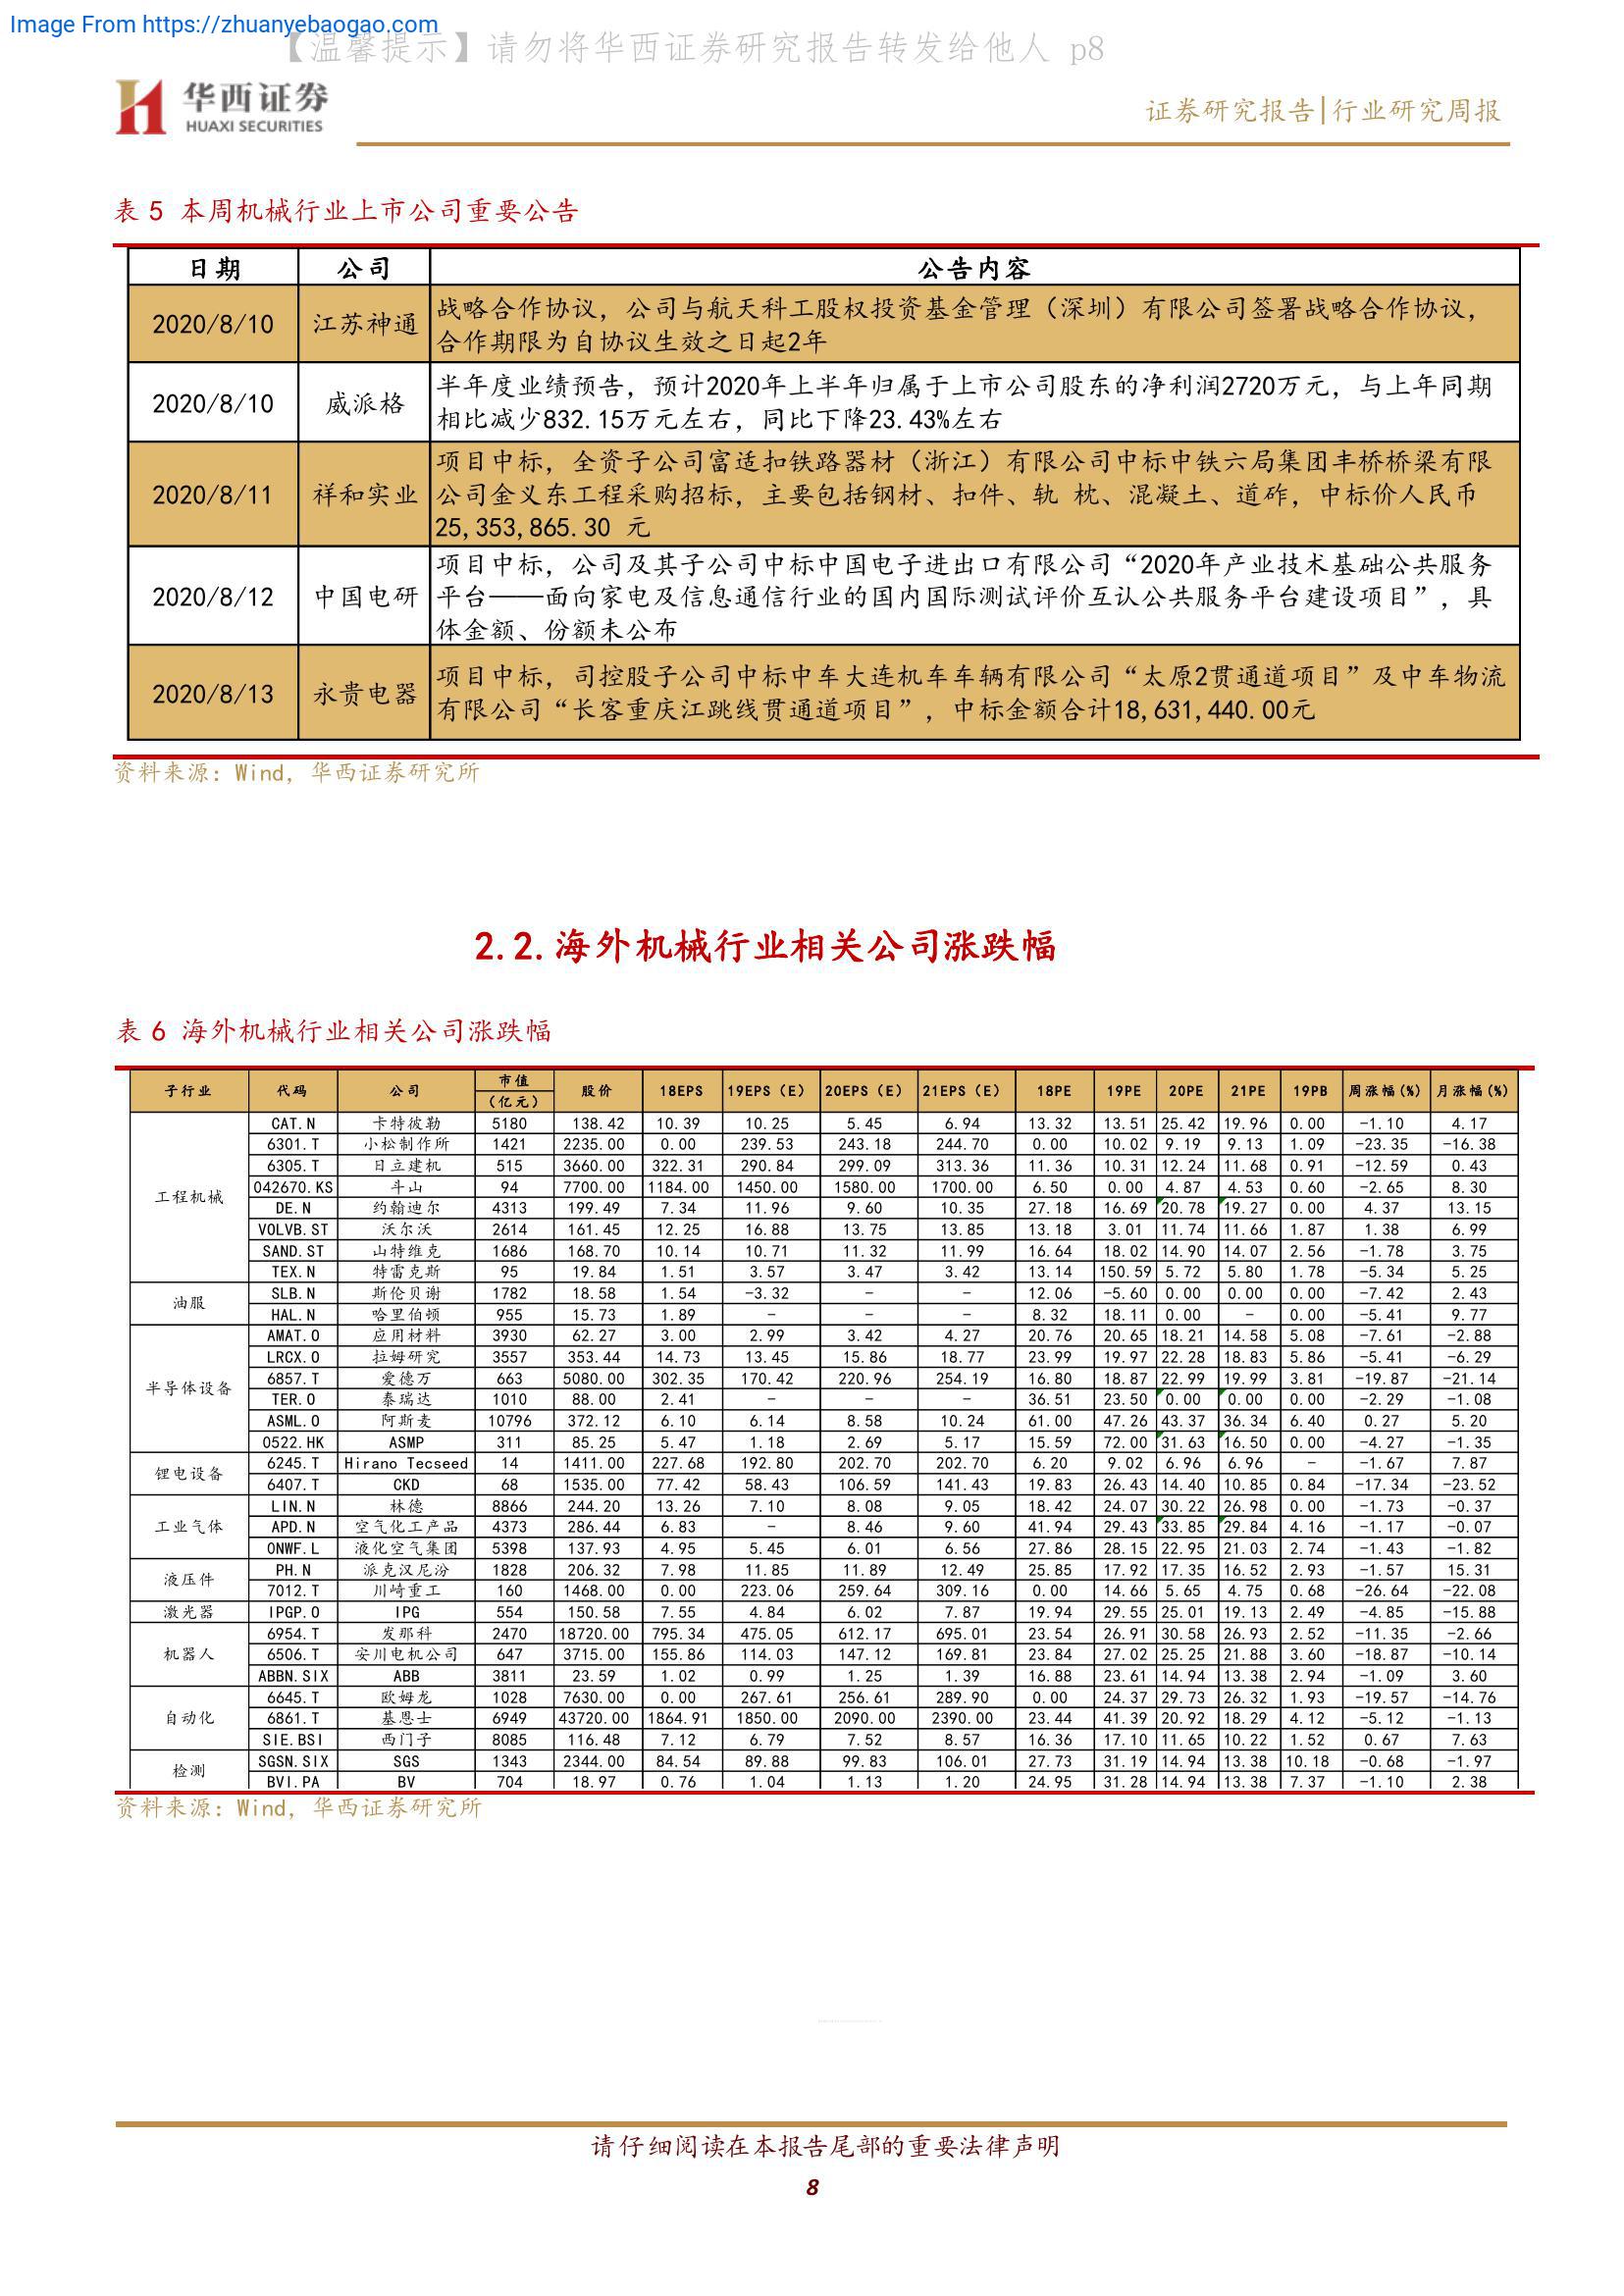 Image From https://zhuanyebaogao.com
【温馨提示】请勿将华西证券研究报告转发给他人 p8
华西证券
HUAXI SECURITIES
证券研究报告|行业研究周报
表 5 本周机械行业上市公司重要公告
日期 公司 公告内容
2020/8/10 江苏神通 战略合作协议，公司与航天科工股权投资基金管理（深圳）有限公司签署战略合作协议，
合作期限为自协议生效之日起2年
2020/8/10 威派格 半年度业绩预告，预计2020年上半年归属于上市公司股东的净利润2720万元，与上年同期
相比减少832.15万元左右，同比下降23.43%左右
2020/8/11 祥和实业 项目中标，全资子公司富适扣铁路器材（浙江）有限公司中标中铁六局集团丰桥桥梁有限
公司金义东工程采购招标，主要包括钢材、扣件、轨 枕、混凝土、道砟，中标价人民币
25,353,865.30 元
2020/8/12 中国电研 项目中标，公司及其子公司中标中国电子进出口有限公司“2020年产业技术基础公共服务
平台——面向家电及信息通信行业的国内国际测试评价互认公共服务平台建设项目”，具
体金额、份额未公布
2020/8/13 永贵电器 项目中标，司控股子公司中标中车大连机车车辆有限公司“太原2贯通道项目”及中车物流
有限公司“长客重庆江跳线贯通道项目”，中标金额合计18,631,440.00元
资料来源：Wind，华西证券研究所
2.2.海外机械行业相关公司涨跌幅
表 6 海外机械行业相关公司涨跌幅
子行业 代码 公司 市值（亿元） 股价 18EPS 19EPS（E） 20EPS（E） 21EPS（E） 18PE 19PE 20PE 21PE 19PB 周涨幅(%) 月涨幅(%)
工程机械 CAT.N 卡特彼勒 5180 138.42 10.39 10.25 5.45 6.94 13.32 13.51 25.42 19.96 0.00 -1.10 4.17
6301.T 小松制作所 1421 2235.00 0.00 239.53 243.18 244.70 0.00 10.02 9.19 9.13 1.09 -23.35 -16.38
6305.T 日立建机 515 3660.00 322.31 290.84 299.09 313.36 11.36 10.31 12.24 11.68 0.91 -12.59 0.43
042670.KS 斗山 94 7700.00 1184.00 1450.00 1580.00 1700.00 6.50 0.00 4.87 4.53 0.60 -2.65 8.30
DE.N 约翰迪尔 4313 199.49 7.34 11.96 9.60 10.35 27.18 16.69 20.78 19.27 0.00 4.37 13.15
VOLVB.ST 沃尔沃 2614 161.45 12.25 16.88 13.75 13.85 13.18 3.01 11.74 11.66 1.87 1.38 6.99
SAND.ST 山特维克 1686 168.70 10.14 10.71 11.32 11.99 16.64 18.02 14.90 14.07 2.56 -1.78 3.75
TEX.N 特雷克斯 95 19.84 1.51 3.57 3.47 3.42 13.14 150.59 5.72 5.80 1.78 -5.34 5.25
油服 SLB.N 斯伦贝谢 1782 18.58 1.54 -3.32 - - 12.06 -5.60 0.00 0.00 0.00 -7.42 2.43
HAL.N 哈里伯顿 955 15.73 1.89 - - - 8.32 18.11 0.00 - 0.00 -5.41 9.77
半导体设备 AMAT.O 应用材料 3930 62.27 3.00 2.99 3.42 4.27 20.76 20.65 18.21 14.58 5.08 -7.61 -2.88
LRCX.O 拉姆研究 3557 353.44 14.73 13.45 15.86 18.77 23.99 19.97 22.28 18.83 5.86 -5.41 -6.29
6857.T 爱德万 663 5080.00 302.35 170.42 220.96 254.19 16.80 18.87 22.99 19.99 3.81 -19.87 -21.14
TER.O 泰瑞达 1010 88.00 2.41 - - - 36.51 23.50 0.00 0.00 0.00 -2.29 -1.08
ASML.O 阿斯麦 10796 372.12 6.10 6.14 8.58 10.24 61.00 47.26 43.37 36.34 6.40 0.27 5.20
0522.HK ASMP 311 85.25 5.47 1.18 2.69 5.17 15.59 72.00 31.63 16.50 0.00 -4.27 -1.35
锂电设备 6245.T Hirano Tecseed 14 1411.00 227.68 192.80 202.70 202.70 6.20 9.02 6.96 6.96 - -1.67 7.87
6407.T CKD 68 1535.00 77.42 58.43 106.59 141.43 19.83 26.43 14.40 10.85 0.84 -17.34 -23.52
工业气体 LIN.N 林德 8866 244.20 13.26 7.10 8.08 9.05 18.42 24.07 30.22 26.98 0.00 -1.73 -0.37
APD.N 空气化工产品 4373 286.44 6.83 - 8.46 9.60 41.94 29.43 33.85 29.84 4.16 -1.17 -0.07
0NWF.L 液化空气集团 5398 137.93 4.95 5.45 6.01 6.56 27.86 28.15 22.95 21.03 2.74 -1.43 -1.82
液压件 PH.N 派克汉尼汾 1828 206.32 7.98 11.85 11.89 12.49 25.85 17.92 17.35 16.52 2.93 -1.57 15.31
7012.T 川崎重工 160 1468.00 0.00 223.06 259.64 309.16 0.00 14.66 5.65 4.75 0.68 -26.64 -22.08
激光器 IPGP.O IPG 554 150.58 7.55 4.84 6.02 7.87 19.94 29.55 25.01 19.13 2.49 -4.85 -15.88
机器人 6954.T 发那科 2470 18720.00 795.34 475.05 612.17 695.01 23.54 26.91 30.58 26.93 2.52 -11.35 -2.66
6506.T 安川电机公司 647 3715.00 155.86 114.03 147.12 169.81 23.84 27.02 25.25 21.88 3.60 -18.87 -10.14
ABBN.SIX ABB 3811 23.59 1.02 0.99 1.25 1.39 16.88 23.61 14.94 13.38 2.94 -1.09 3.60
自动化 6645.T 欧姆龙 1028 7630.00 0.00 267.61 256.61 289.90 0.00 24.37 29.73 26.32 1.93 -19.57 -14.76
6861.T 基恩士 6949 43720.00 1864.91 1850.00 2090.00 2390.00 23.44 41.39 20.92 18.29 4.12 -5.12 -1.13
SIE.BSI 西门子 8085 116.48 7.12 6.79 7.52 8.57 16.36 17.10 11.65 10.22 1.52 0.67 7.63
检测 SGSN.SIX SGS 1343 2344.00 84.54 89.88 99.83 106.01 27.73 31.19 14.94 13.38 10.18 -0.68 -1.97
BVI.PA BV 704 18.97 0.76 1.04 1.13 1.20 24.95 31.28 14.94 13.38 7.37 -1.10 2.38
资料来源：Wind，华西证券研究所
请仔细阅读在本报告尾部的重要法律声明
8